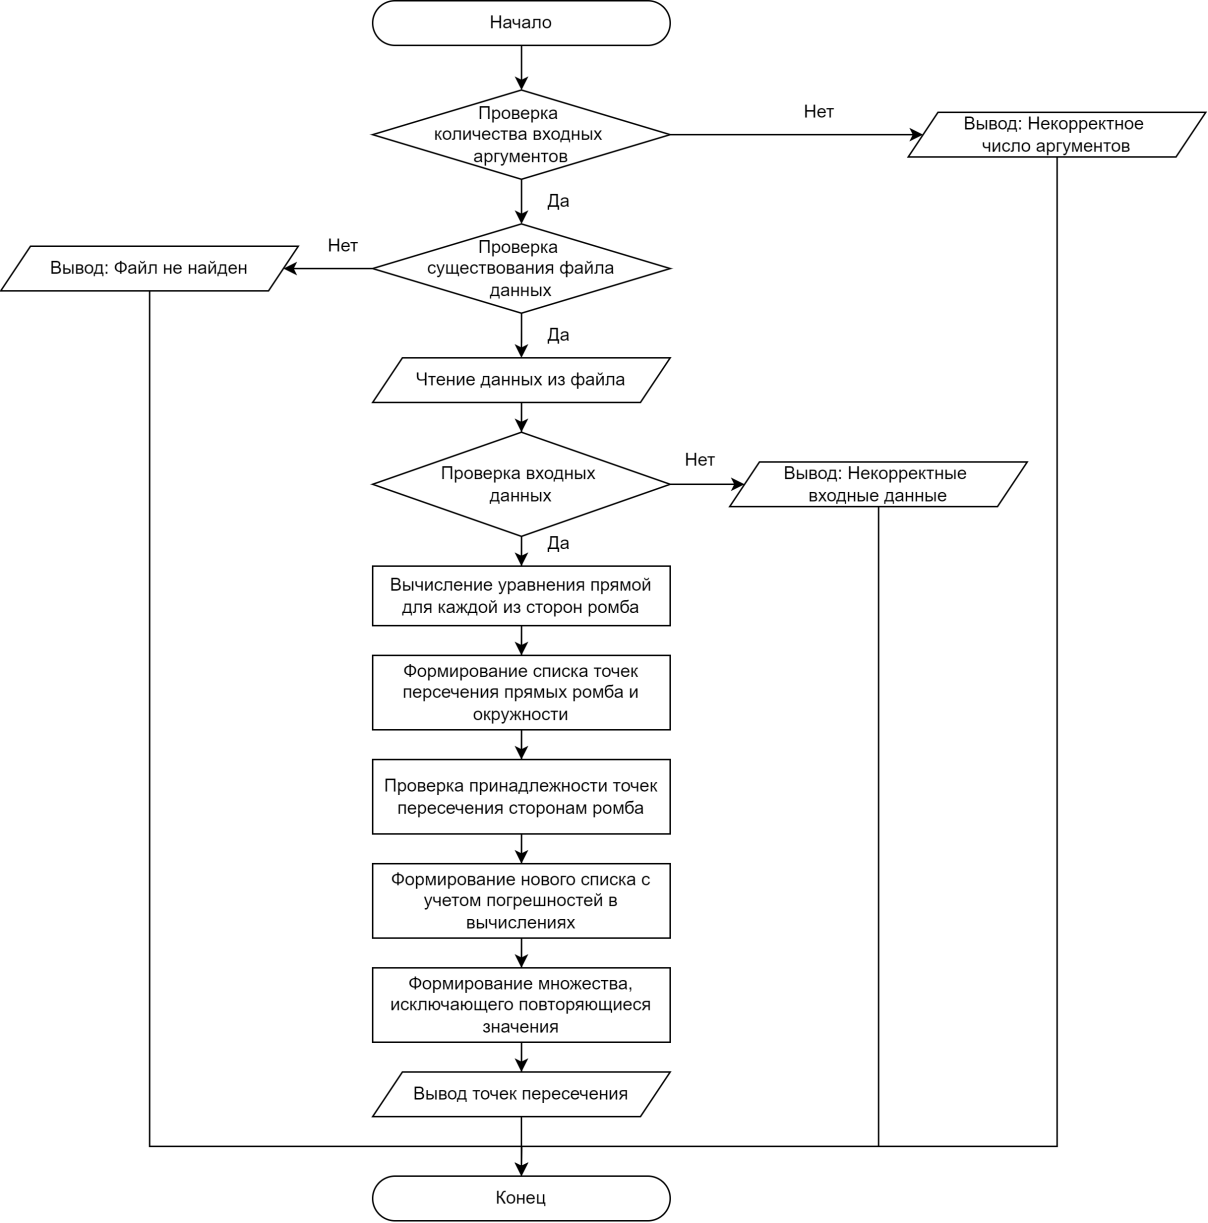 Начало
Проверка
количества входных
аргументов
Нет
Вывод: Некорректное
число аргументов
Да
Проверка
существования файла
данных
Нет
Вывод: Файл не найден
Да
Чтение данных из файла
Проверка входных
данных
Нет
Вывод: Некорректные
входные данные
Да
Вычисление уравнения прямой
для каждой из сторон ромба
Формирование списка точек
персечения прямых ромба и
окружности
Проверка принадлежности точек
пересечения сторонам ромба
Формирование нового списка с
учетом погрешностей в
вычислениях
Формирование множества,
исключающего повторяющиеся
значения
Вывод точек пересечения
Конец